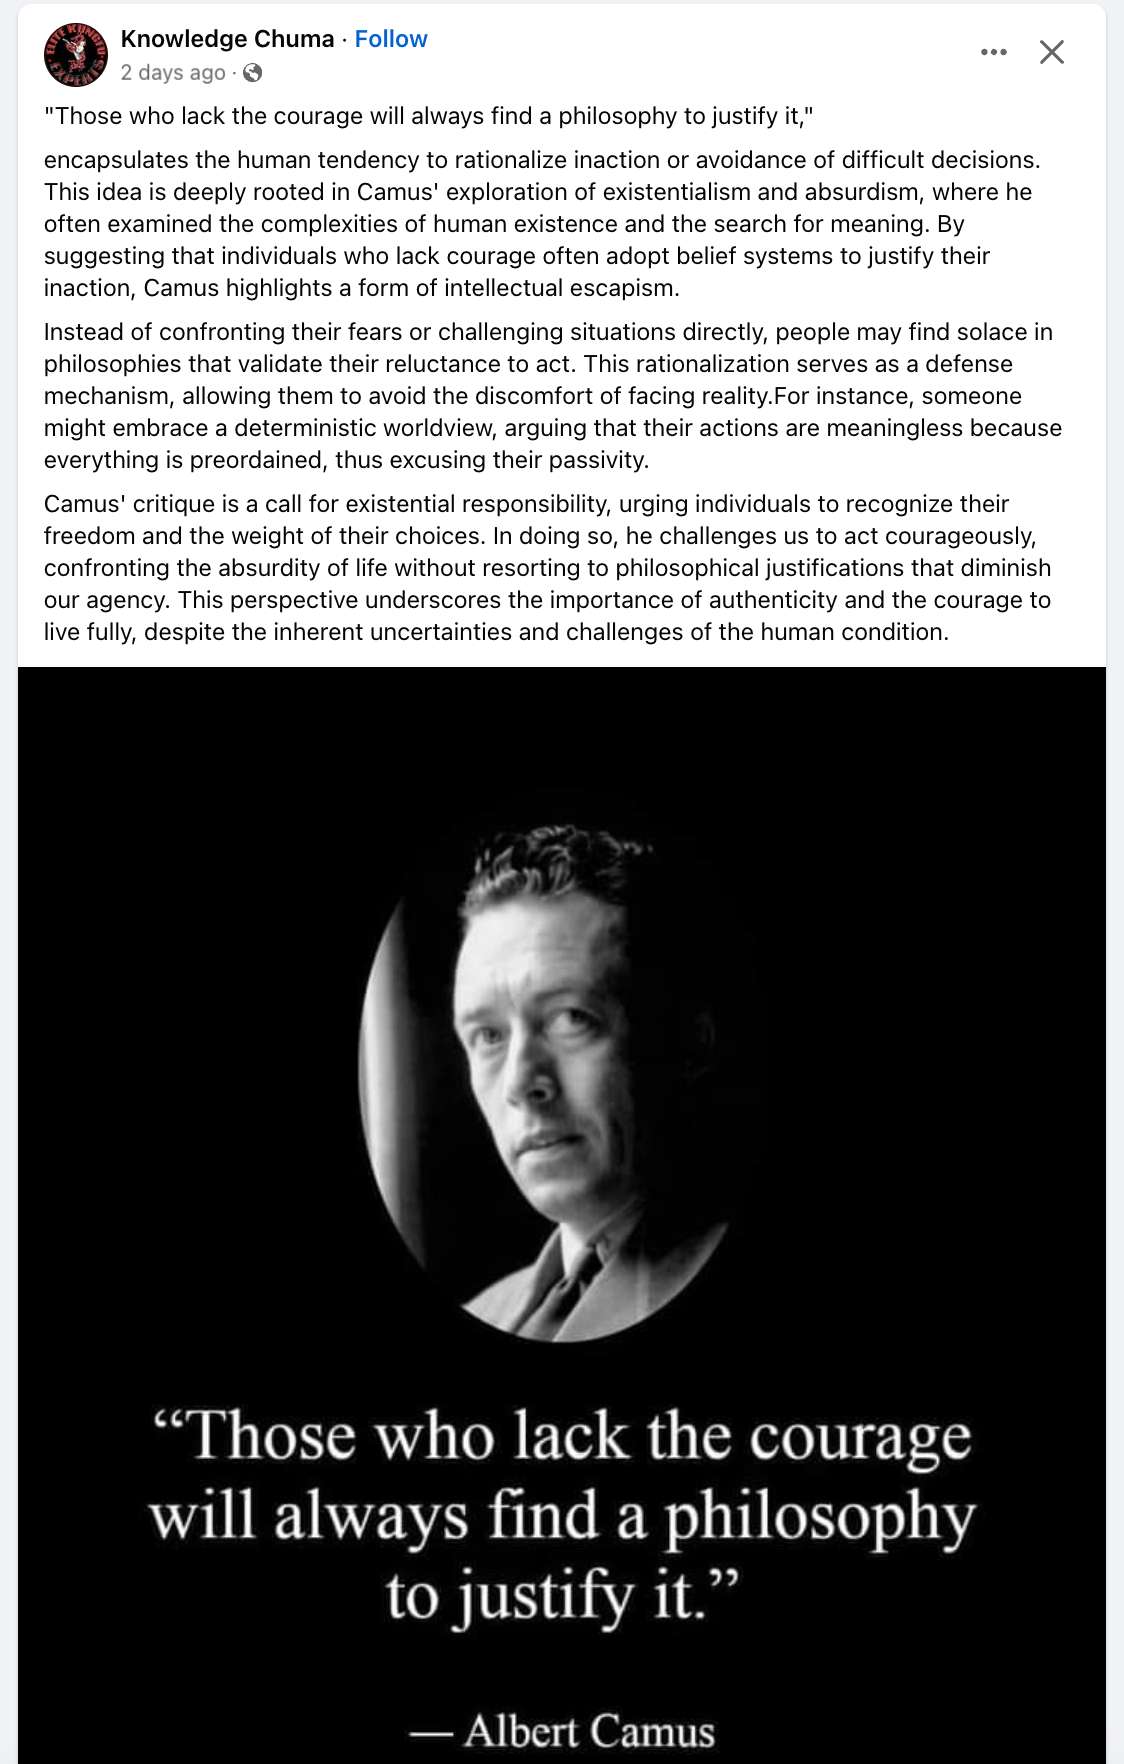 Knowledge Chuma · Follow
2 days ago ·
"Those who lack the courage will always find a philosophy to justify it,"
encapsulates the human tendency to rationalize inaction or avoidance of difficult decisions.
This idea is deeply rooted in Camus' exploration of existentialism and absurdism, where he
often examined the complexities of human existence and the search for meaning. By
suggesting that individuals who lack courage often adopt belief systems to justify their
inaction, Camus highlights a form of intellectual escapism.
Instead of confronting their fears or challenging situations directly, people may find solace in
philosophies that validate their reluctance to act. This rationalization serves as a defense
mechanism, allowing them to avoid the discomfort of facing reality.For instance, someone
might embrace a deterministic worldview, arguing that their actions are meaningless because
everything is preordained, thus excusing their passivity.
Camus' critique is a call for existential responsibility, urging individuals to recognize their
freedom and the weight of their choices. In doing so, he challenges us to act courageously,
confronting the absurdity of life without resorting to philosophical justifications that diminish
our agency. This perspective underscores the importance of authenticity and the courage to
live fully, despite the inherent uncertainties and challenges of the human condition.
“Those who lack the courage
will always find a philosophy
to justify it.”
— Albert Camus